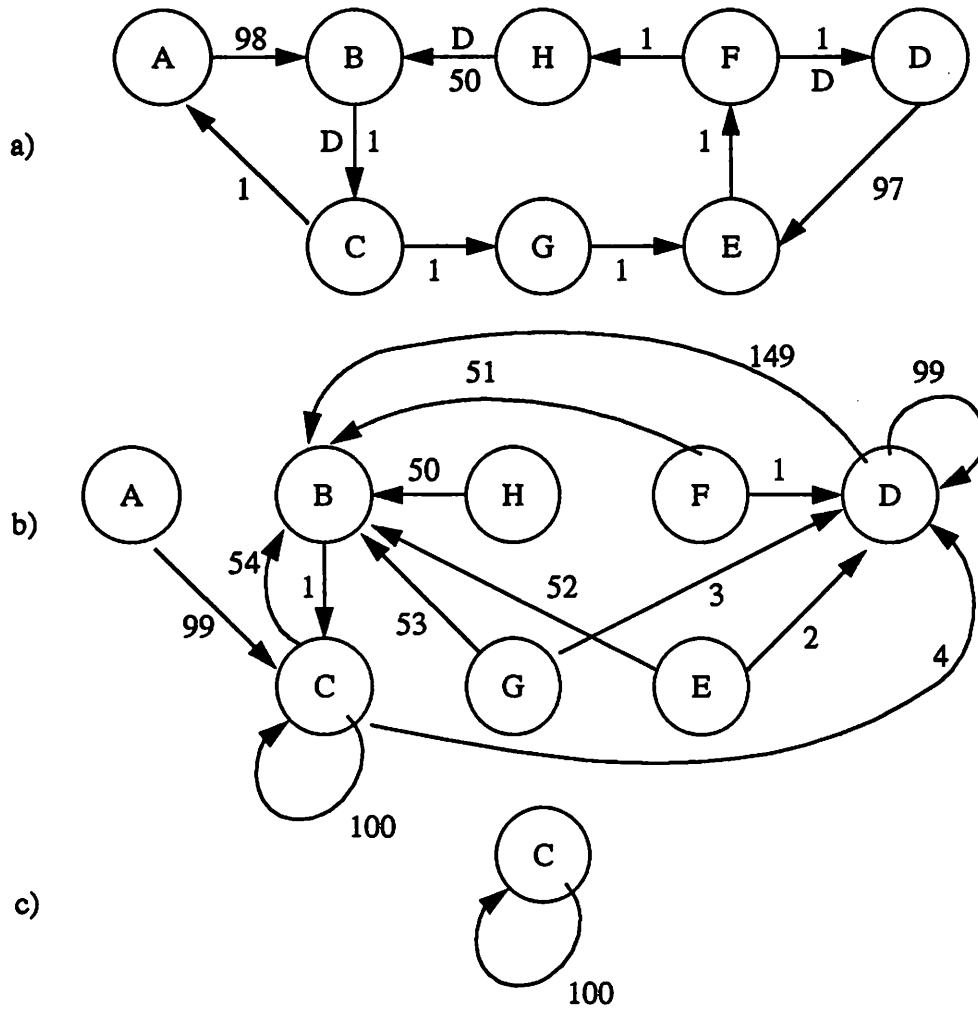 A 98 B D 50 H 1 F 1 D D
a) D 1 1 97
1 C 1 G 1 E
149
51 99
A B 50 H F 1 D
b) 54 1 52 3
99 53 2 4
C G E
100
C
c)
100